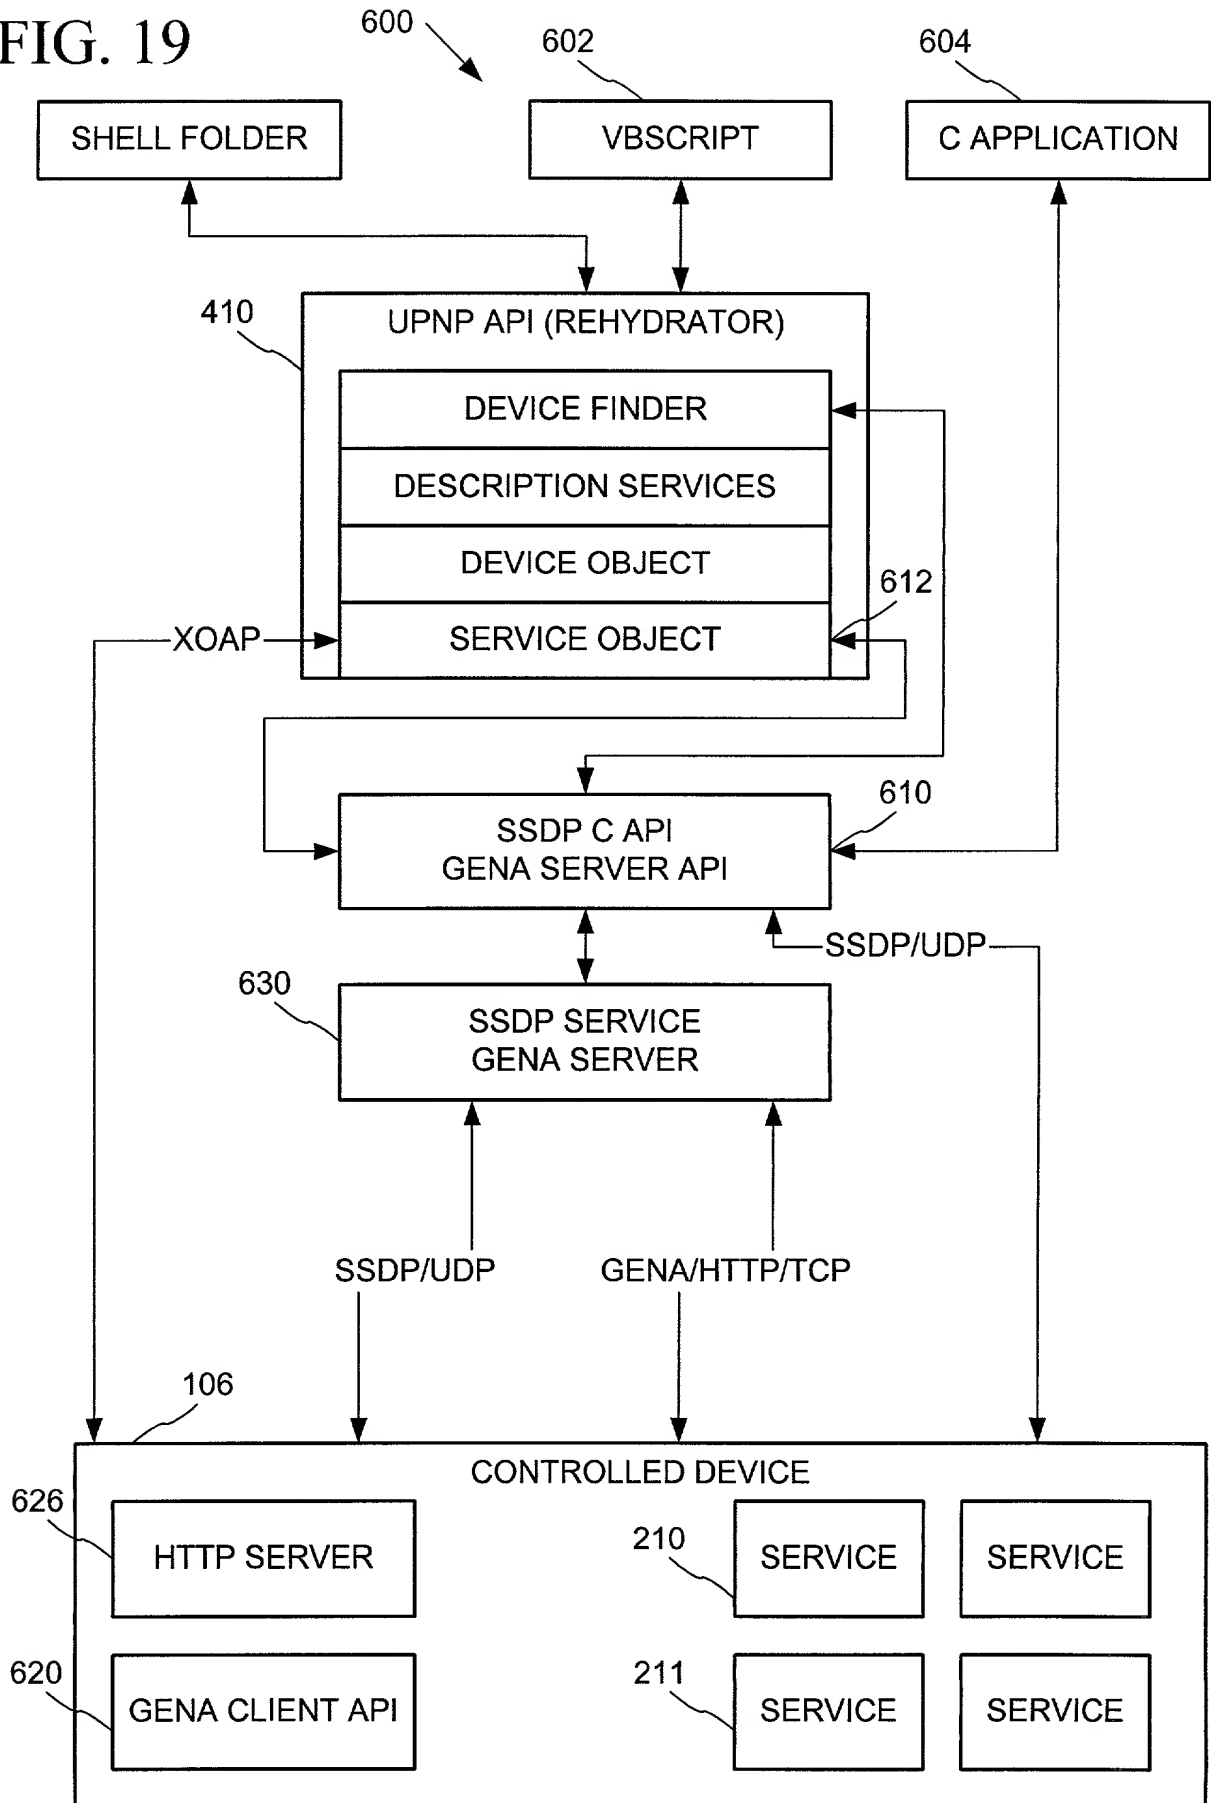 FIG. 19
600
602
604
SHELL FOLDER
VBSCRIPT
C APPLICATION
410
UPNP API (REHYDRATOR)
DEVICE FINDER
DESCRIPTION SERVICES
DEVICE OBJECT
612
XOAP
SERVICE OBJECT
610
SSDP C API
GENA SERVER API
SSDP/UDP
630
SSDP SERVICE
GENA SERVER
SSDP/UDP
GENA/HTTP/TCP
106
CONTROLLED DEVICE
626
HTTP SERVER
210
SERVICE
SERVICE
620
GENA CLIENT API
211
SERVICE
SERVICE